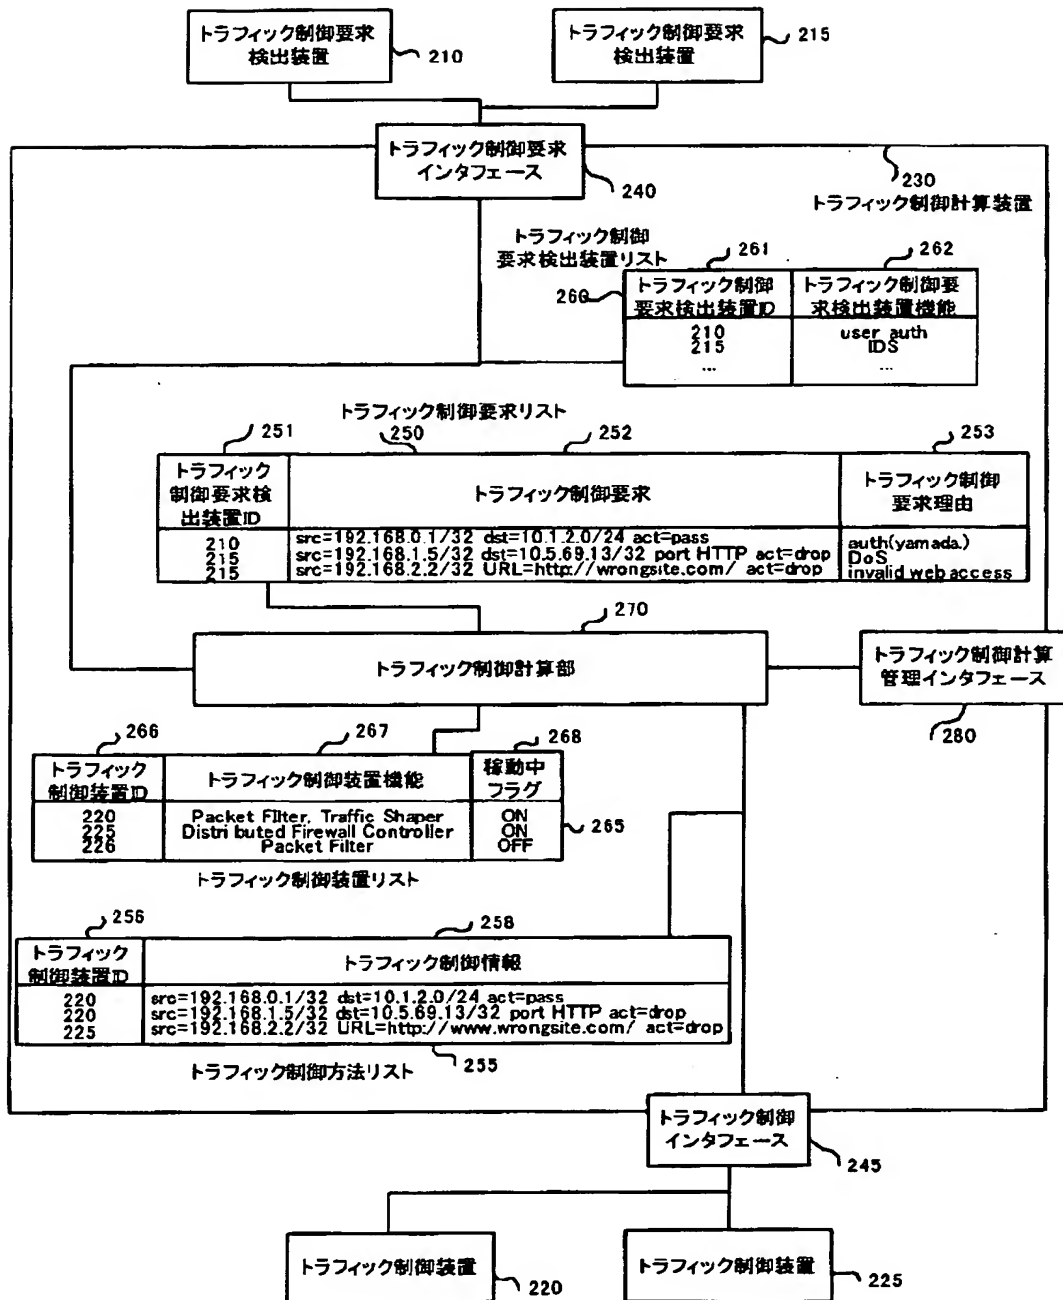 トラフィック制御要求
検出装置
210
トラフィック制御要求
検出装置
215
トラフィック制御要求
インタフェース
240
230
トラフィック制御計算装置
トラフィック制御
要求検出装置リスト
261
262
260
トラフィック制御
要求検出装置ID
トラフィック制御要
求検出装置機能
210
user auth
215
IDS
...
...
トラフィック制御要求リスト
251
250
252
253
トラフィック
制御要求検
出装置ID
トラフィック制御要求
トラフィック制御
要求理由
210
src=192.168.0.1/32 dst=10.1.2.0/24 act=pass
auth(yamada.)
215
src=192.168.1.5/32 dst=10.5.69.13/32 port HTTP act=drop
DoS
215
src=192.168.2.2/32 URL=http://wrongsite.com/ act=drop
invalid web access
270
トラフィック制御計算部
トラフィック制御計算
管理インタフェース
280
266
267
268
トラフィック
制御装置ID
トラフィック制御装置機能
稼動中
フラグ
220
Packet Filter, Traffic Shaper
ON
225
Distributed Firewall Controller
ON
226
Packet Filter
OFF
265
トラフィック制御装置リスト
256
258
トラフィック
制御装置ID
トラフィック制御情報
220
src=192.168.0.1/32 dst=10.1.2.0/24 act=pass
220
src=192.168.1.5/32 dst=10.5.69.13/32 port HTTP act=drop
225
src=192.168.2.2/32 URL=http://www.wrongsite.com/ act=drop
255
トラフィック制御方法リスト
トラフィック制御
インタフェース
245
トラフィック制御装置
220
トラフィック制御装置
225